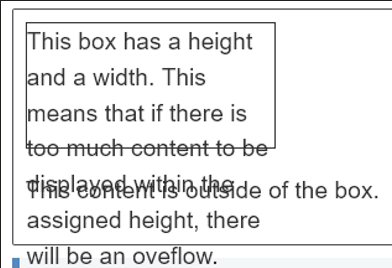 This box has a height
and a width. This
means that if there is
too much content to be
displayed within the
This content is outside of the box.
assigned height, there
will be an oveflow.